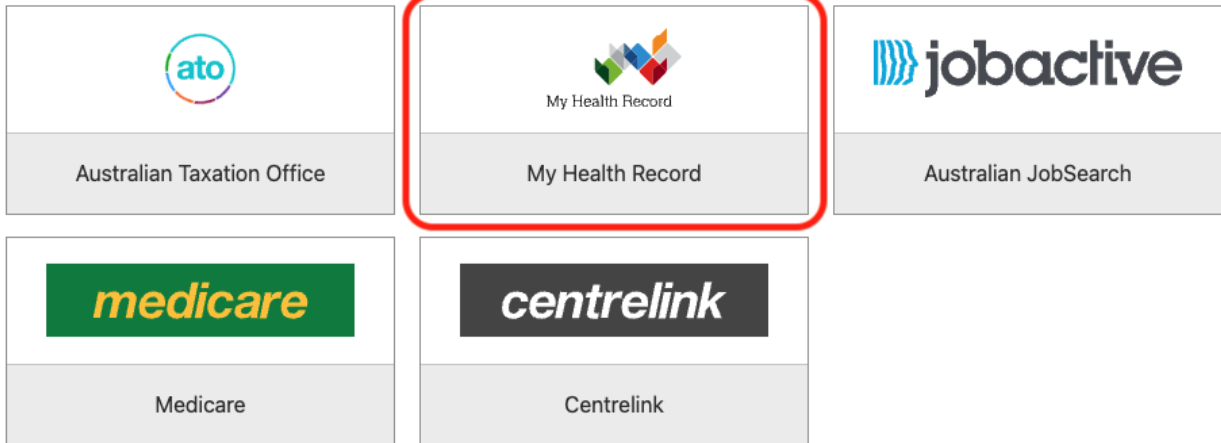 ato
My Health Record
jobactive
Australian Taxation Office
My Health Record
Australian JobSearch
medicare
centrelink
Medicare
Centrelink